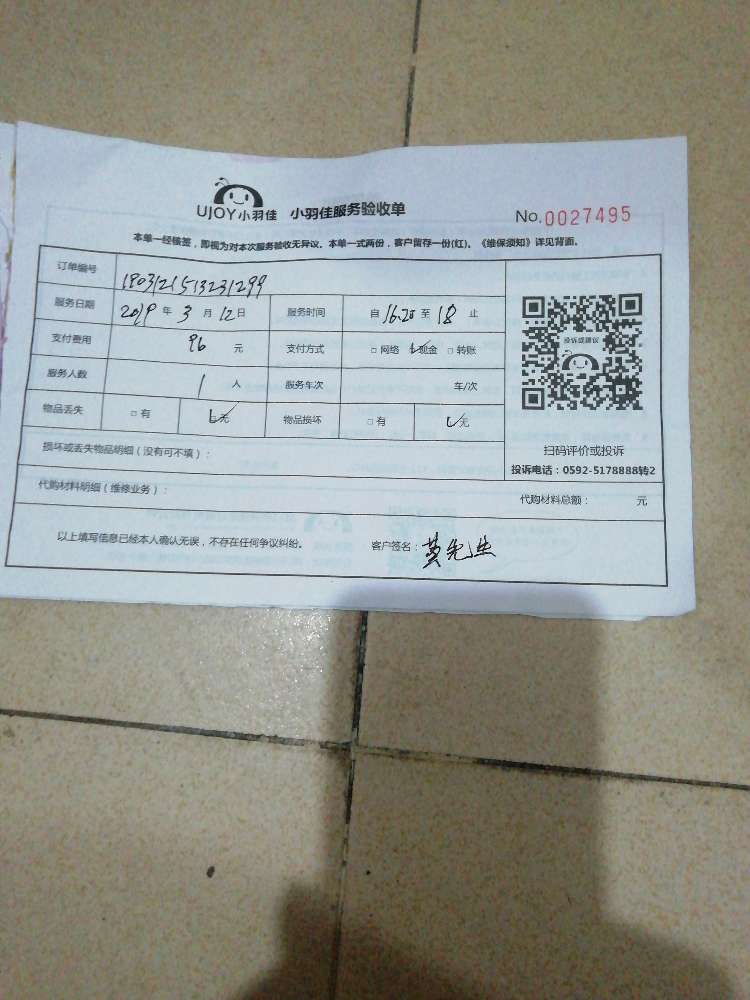 UJOY小羽佳 小羽佳服务验收单 No.0027495
本单一经核签，即视为对本次服务验收无异议。本单一式两份，客户留存一份(红)。《维保须知》详见背面。
订单编号 1903121513231299
服务日期 2019 年 3 月 12 日 服务时间 自 16.20 至 18 止
支付费用 96 元 支付方式 □ 网络 ☑ 现金 □ 转账
服务人数 1 人 服务车次 车/次
物品丢失 □ 有 ☑ 无 物品损坏 □ 有 ☑ 无
投诉或建议
扫码评价或投诉
投诉电话：0592-5178888转2
损坏或丢失物品明细（没有可不填）：
代购材料明细（维修业务）： 代购材料总额： 元
以上填写信息已经本人确认无误，不存在任何争议纠纷。 客户签名：黄先生